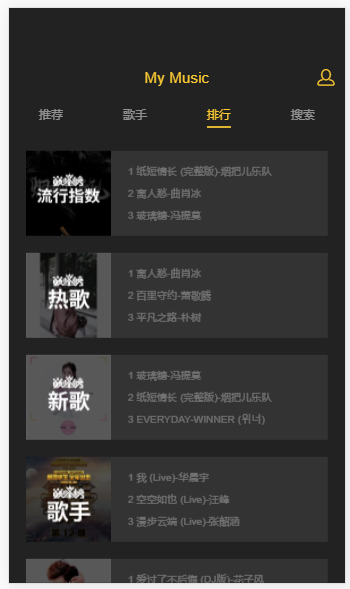 My Music
推荐 歌手 排行 搜索
巅峰榜
流行指数
1 纸短情长 (完整版)-烟把儿乐队
2 离人愁-曲肖冰
3 玻璃糖-冯提莫
巅峰榜
热歌
1 离人愁-曲肖冰
2 百里守约-萧敬腾
3 平凡之路-朴树
巅峰榜
新歌
1 玻璃糖-冯提莫
2 纸短情长 (完整版)-烟把儿乐队
3 EVERYDAY-WINNER (위너)
巅峰榜
歌手
1 我 (Live)-华晨宇
2 空空如也 (Live)-汪峰
3 漫步云端 (Live)-张韶涵
1 爱过了不后悔 (DJ版)-花子风